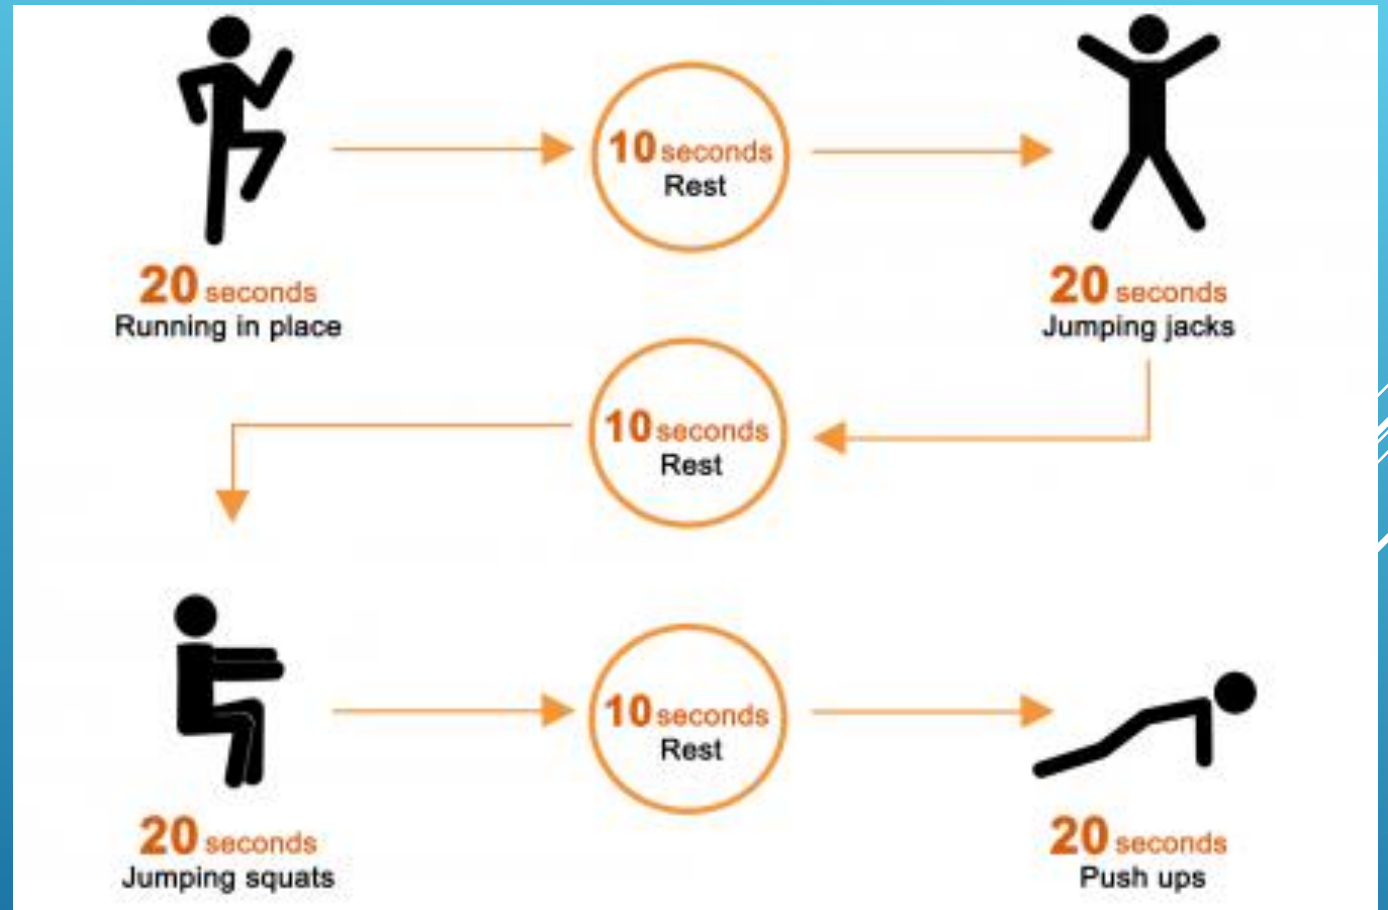 10 seconds
Rest
20 seconds
Running in place
20 seconds
Jumping jacks
10 seconds
Rest
10 seconds
Rest
20 seconds
Jumping squats
20 seconds
Push ups